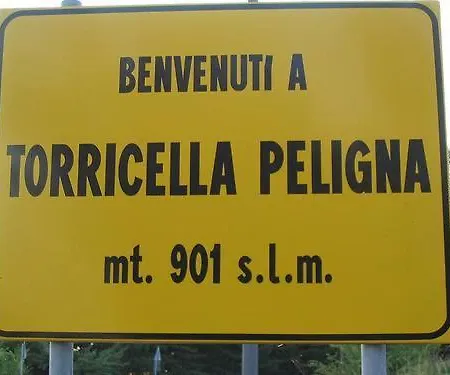 BENVENUTI A
TORRICELLA PELIGNA
mt. 901 s.l.m.